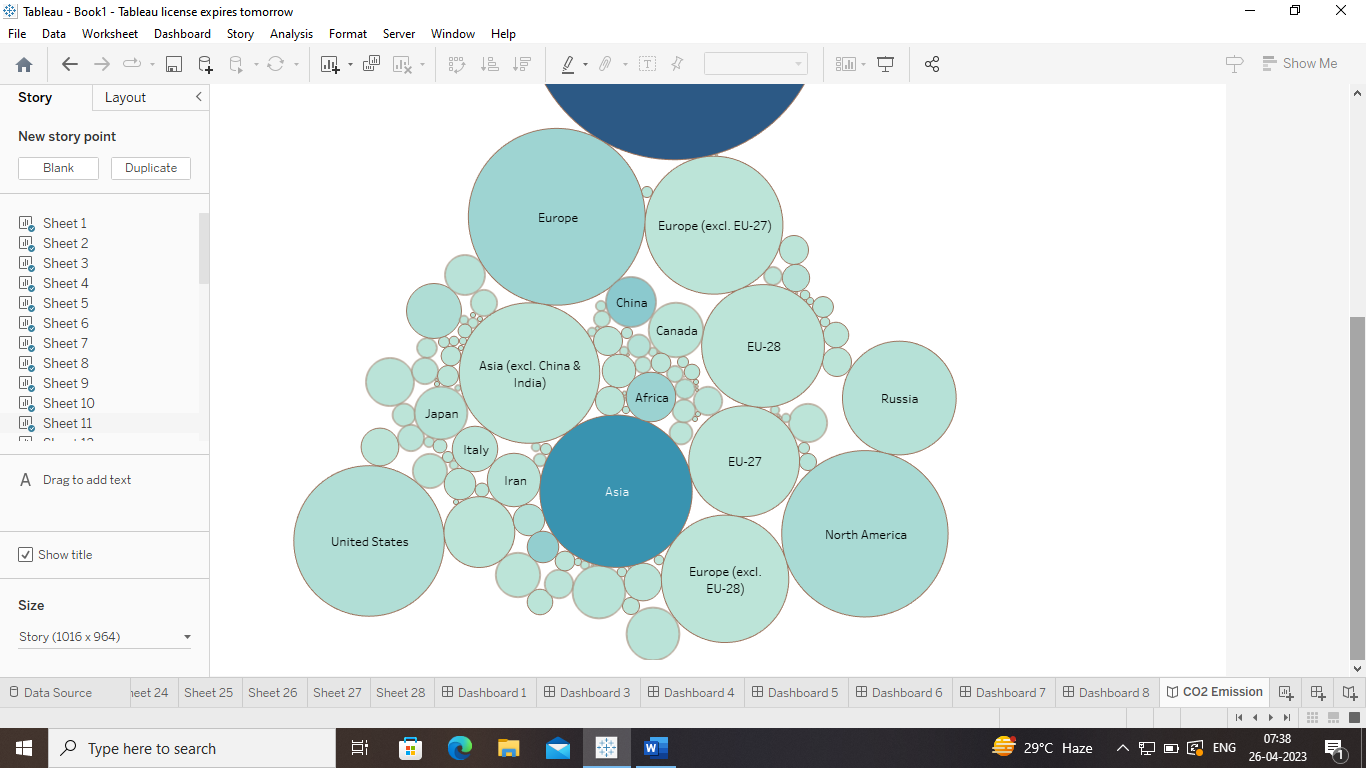 Tableau - Book1 - Tableau license expires tomorrow
File Data Worksheet Dashboard Story Analysis Format Server Window Help
Show Me
Story Layout
New story point
Blank Duplicate
Sheet 1
Sheet 2
Sheet 3
Sheet 4
Sheet 5
Sheet 6
Sheet 7
Sheet 8
Sheet 9
Sheet 10
Sheet 11
A Drag to add text
Show title
Size
Story (1016 x 964)
Europe
Europe (excl. EU-27)
China
Canada
EU-28
Asia (excl. China &
India)
Africa
Russia
Japan
Italy
EU-27
Iran
Asia
United States
North America
Europe (excl.
EU-28)
Data Source heet 24 Sheet 25 Sheet 26 Sheet 27 Sheet 28 Dashboard 1 Dashboard 3 Dashboard 4 Dashboard 5 Dashboard 6 Dashboard 7 Dashboard 8 CO2 Emission
Type here to search
29°C Haze
ENG
07:38
26-04-2023
1